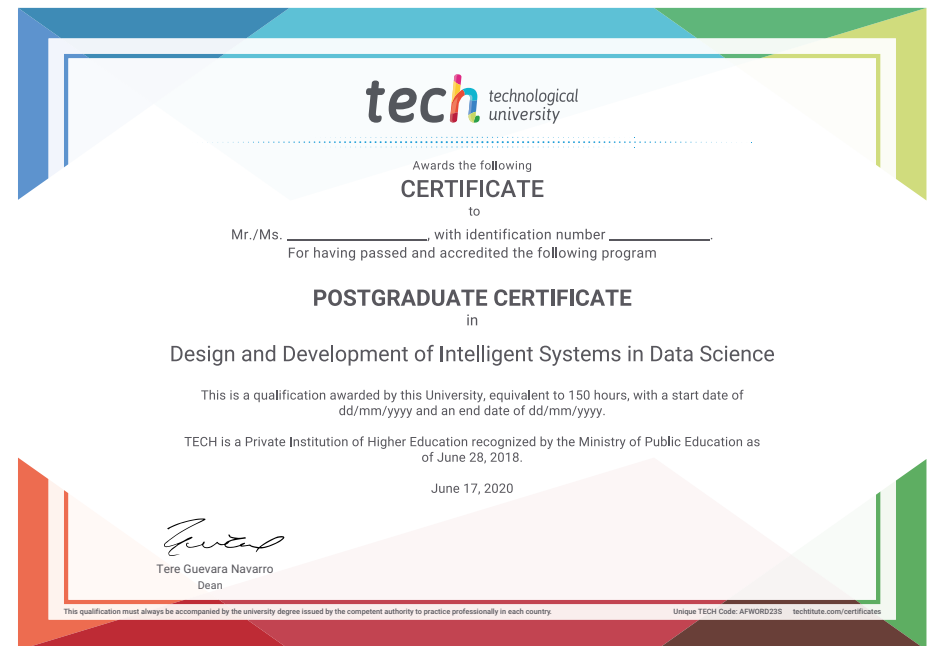 tech technological
university
Awards the following
CERTIFICATE
to
Mr./Ms. ____________, with identification number ____________.
For having passed and accredited the following program
POSTGRADUATE CERTIFICATE
in
Design and Development of Intelligent Systems in Data Science
This is a qualification awarded by this University, equivalent to 150 hours, with a start date of
dd/mm/yyyy and an end date of dd/mm/yyyy.
TECH is a Private Institution of Higher Education recognized by the Ministry of Public Education as
of June 28, 2018.
June 17, 2020
Tere Guevara Navarro
Dean
This qualification must always be accompanied by the university degree issued by the competent authority to practice professionally in each country.
Unique TECH Code: AFWORD23S techtitute.com/certificates